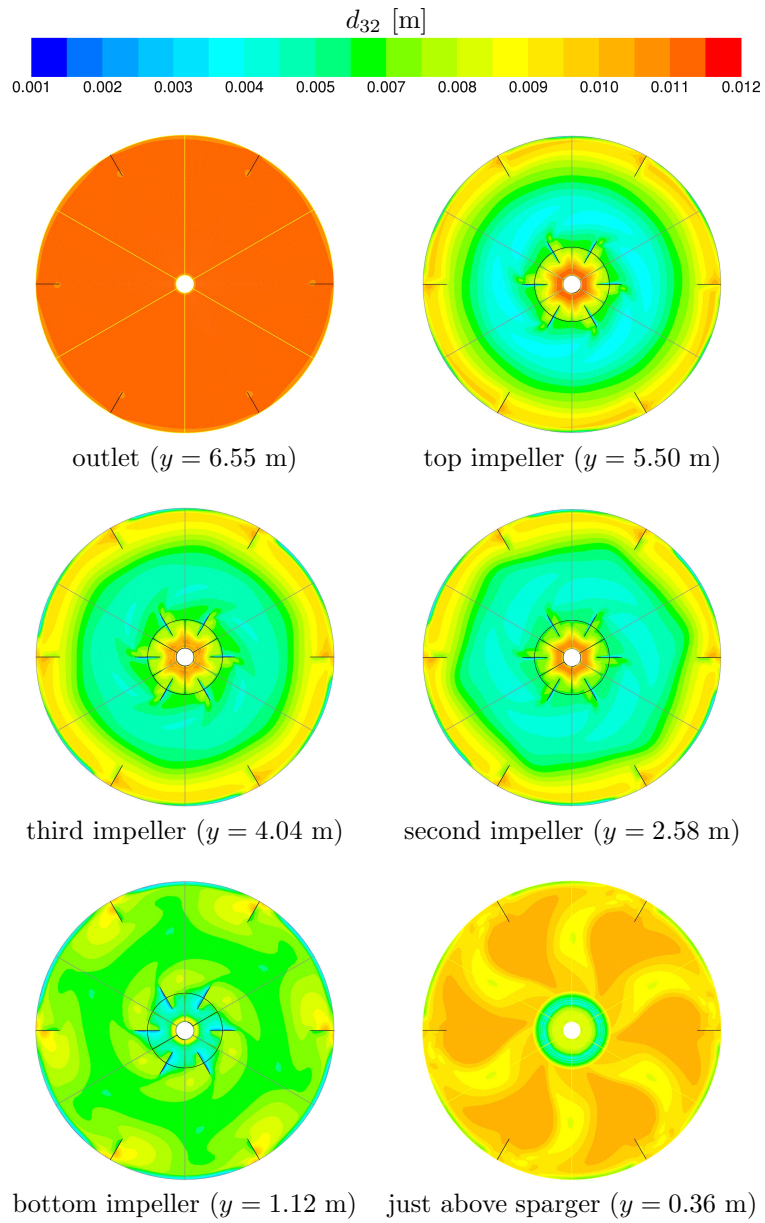 d₃₂ [m]
0.001 0.002 0.003 0.004 0.005 0.007 0.008 0.009 0.010 0.011 0.012
outlet (y = 6.55 m) top impeller (y = 5.50 m)
third impeller (y = 4.04 m) second impeller (y = 2.58 m)
bottom impeller (y = 1.12 m) just above sparger (y = 0.36 m)